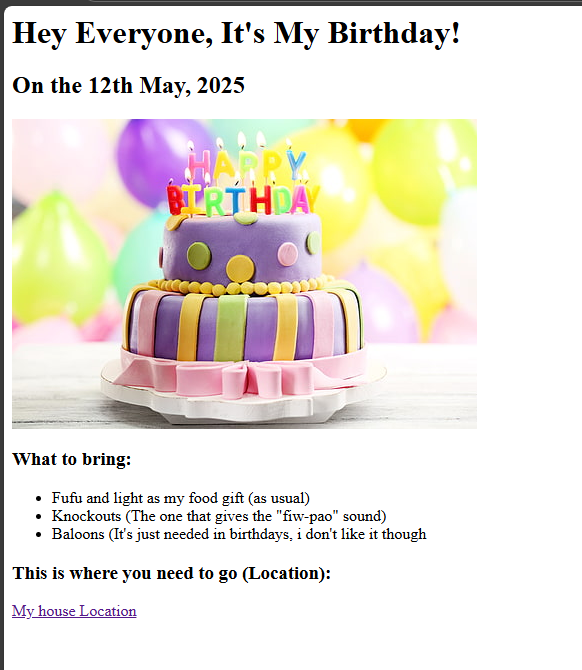 Hey Everyone, It's My Birthday!
On the 12th May, 2025
HAPPY
BIRTHDAY
What to bring:
Fufu and light as my food gift (as usual)
Knockouts (The one that gives the "fiw-pao" sound)
Baloons (It's just needed in birthdays, i don't like it though
This is where you need to go (Location):
My house Location